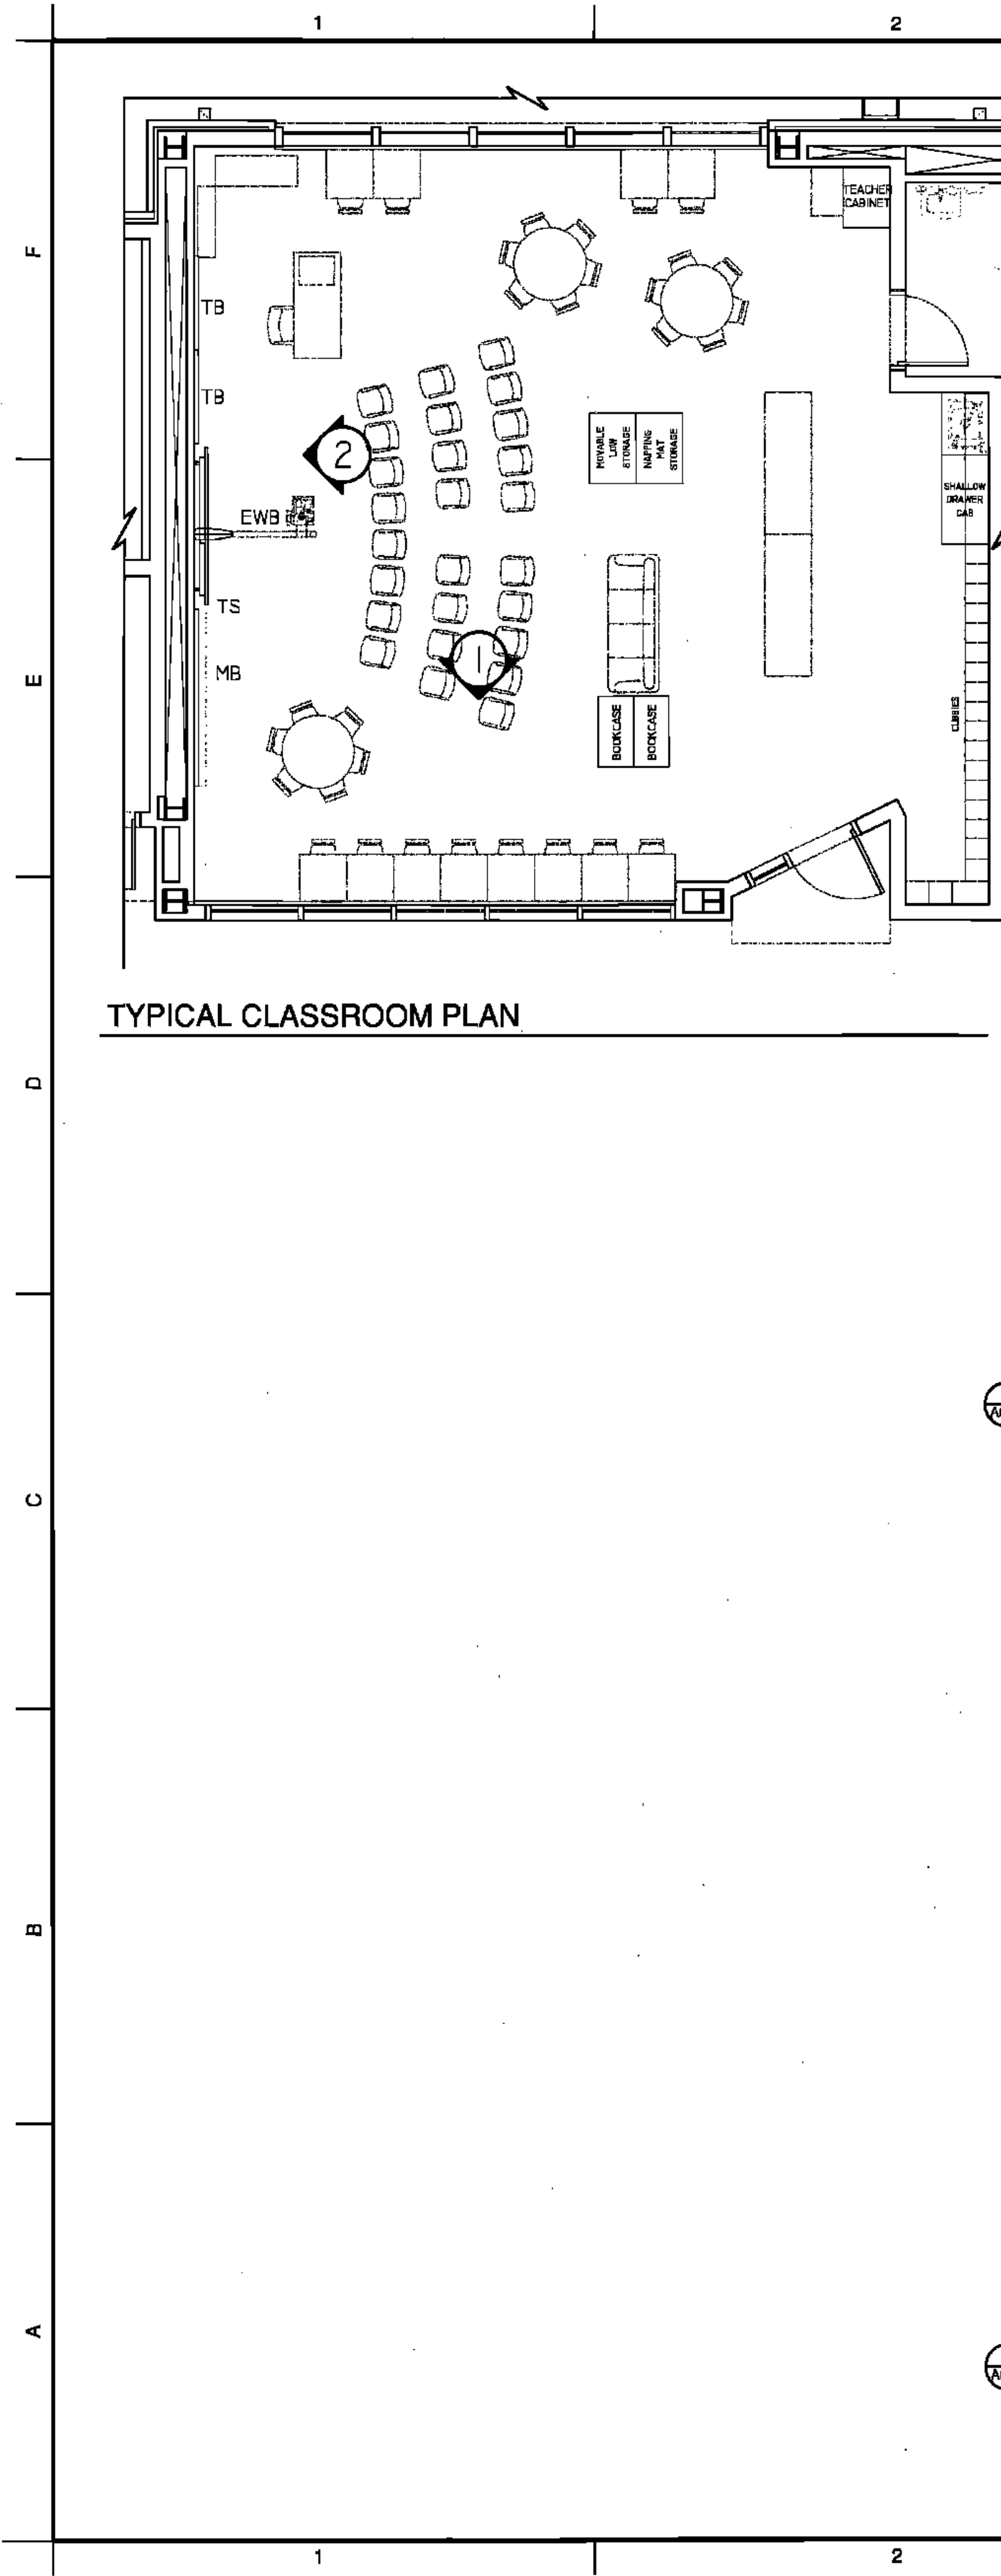 1
2
F
TEACHER
CABINET
TB
TB
2
MOVABLE
LOW
STORAGE
NAPPING
MAT
STORAGE
SHALLOW
DRAWER
CAB
EWB
TS
MB
1
E
BOOKCASE
BOOKCASE
CUBBIES
TYPICAL CLASSROOM PLAN
D
C
B
A
1
2